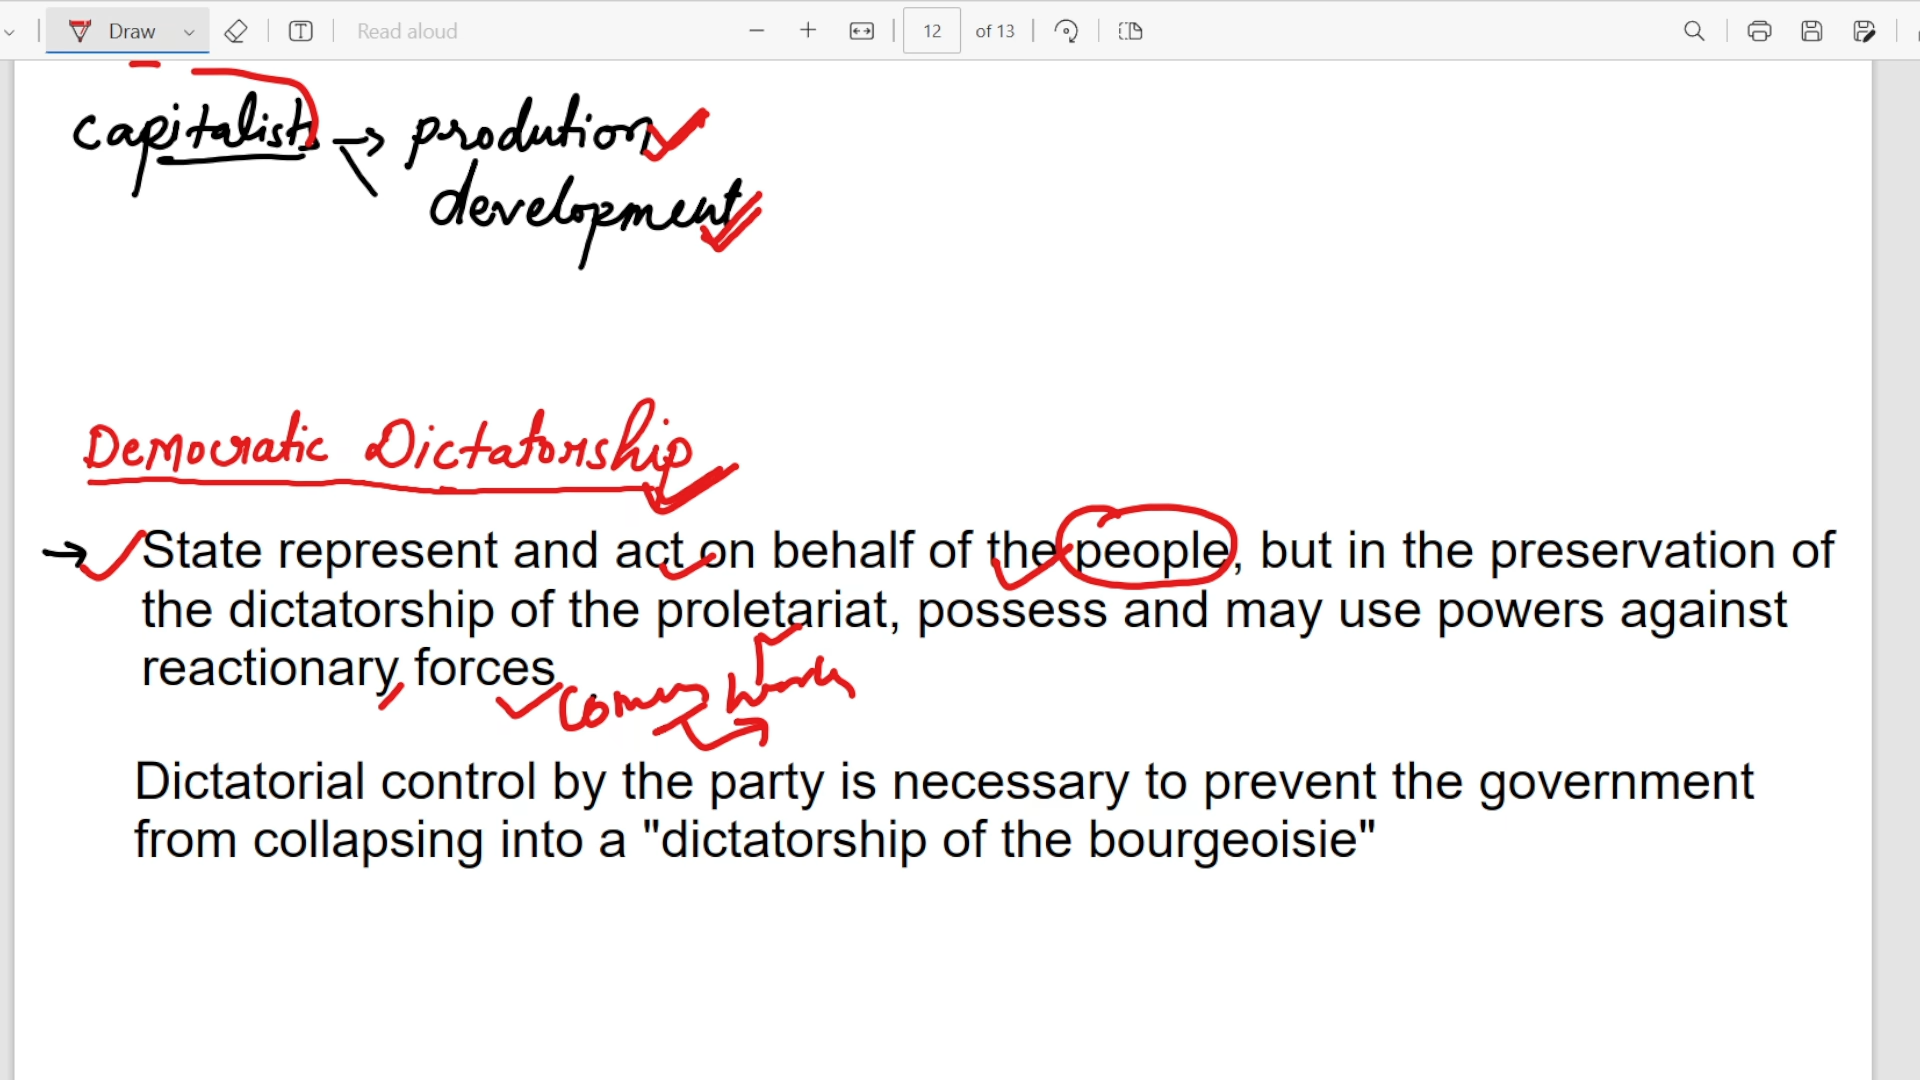 Draw Read aloud 12 of 13
capitalists → prodution
development
Democratic Dictatorship
→ State represent and act on behalf of the people, but in the preservation of
the dictatorship of the proletariat, possess and may use powers against
reactionary forces
Dictatorial control by the party is necessary to prevent the government
from collapsing into a "dictatorship of the bourgeoisie"